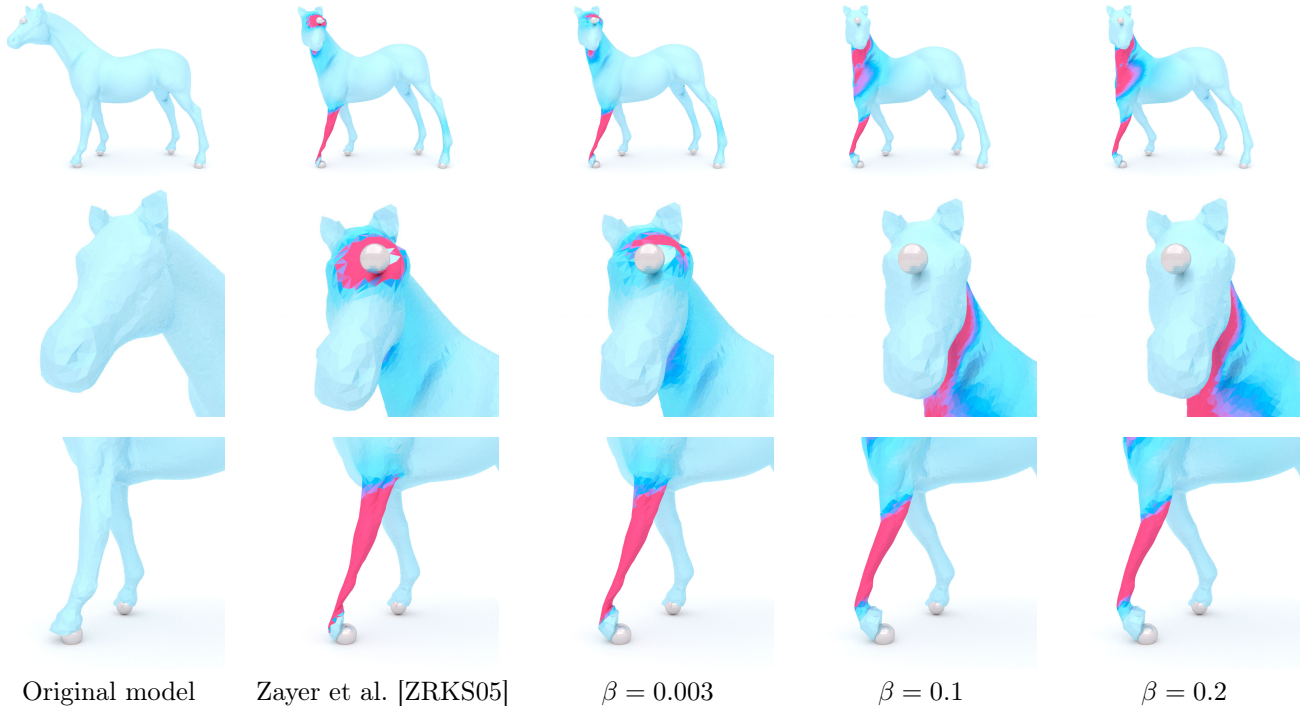 Original model Zayer et al. [ZRKS05] β = 0.003 β = 0.1 β = 0.2